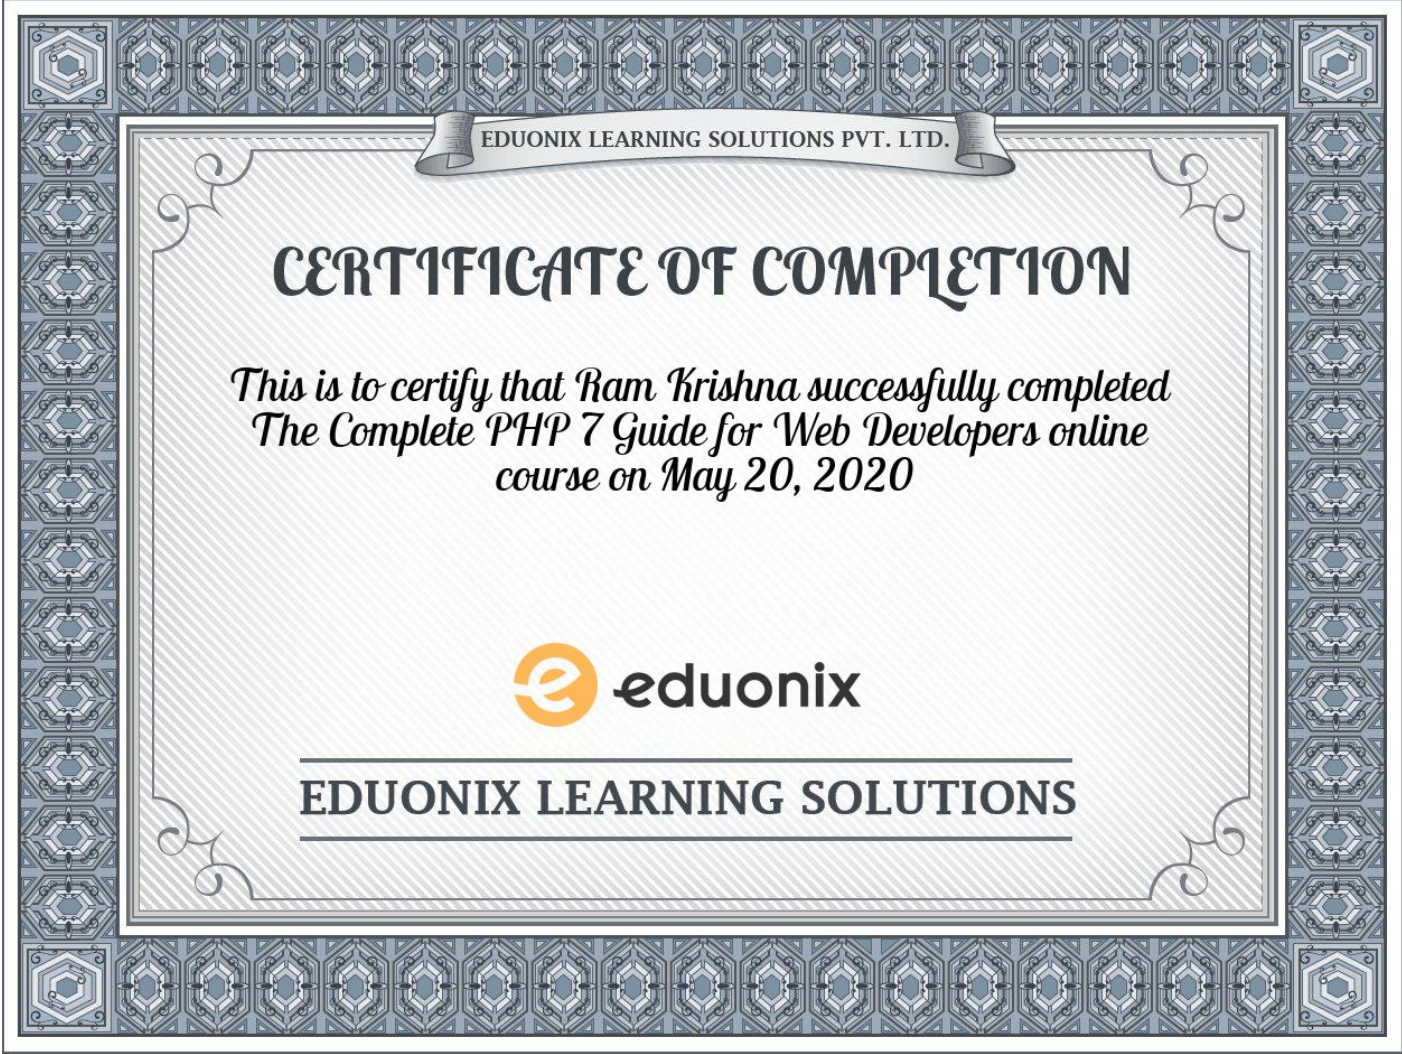 EDUONIX LEARNING SOLUTIONS PVT. LTD.
CERTIFICATE OF COMPLETION
This is to certify that Ram Krishna successfully completed
The Complete PHP 7 Guide for Web Developers online
course on May 20, 2020
e eduonix
EDUONIX LEARNING SOLUTIONS